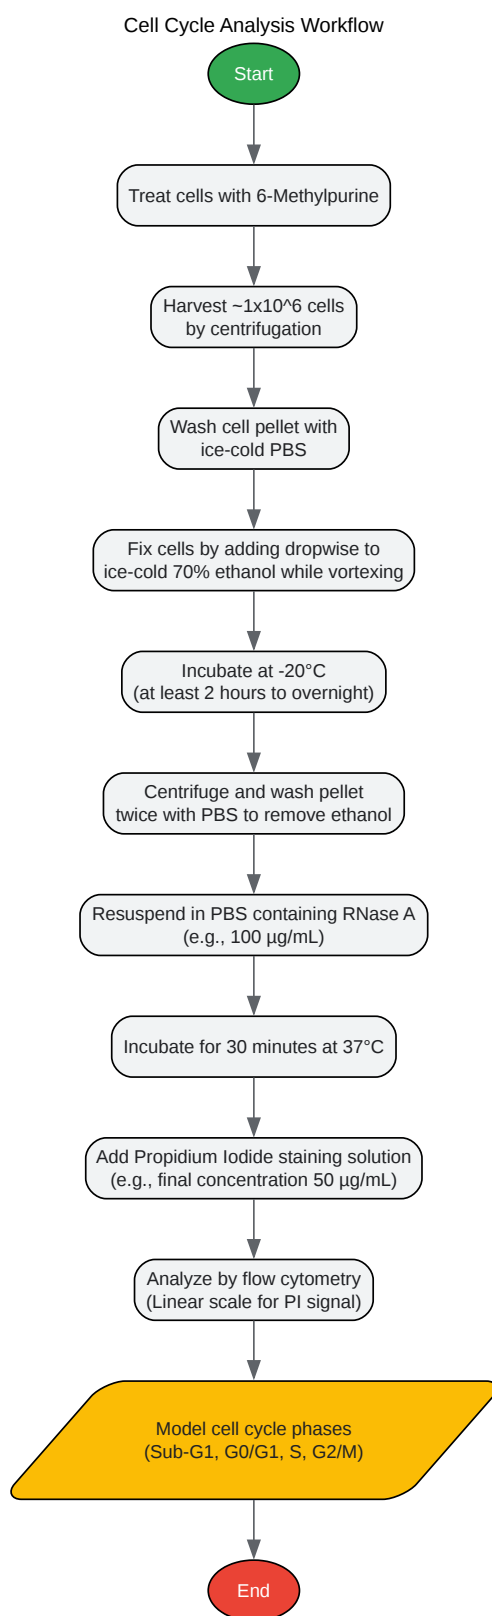 Cell Cycle Analysis Workflow
Start
Treat cells with 6-Methylpurine
Harvest ~1x10^6 cells
by centrifugation
Wash cell pellet with
ice-cold PBS
Fix cells by adding dropwise to
ice-cold 70% ethanol while vortexing
Incubate at -20°C
(at least 2 hours to overnight)
Centrifuge and wash pellet
twice with PBS to remove ethanol
Resuspend in PBS containing RNase A
(e.g., 100 µg/mL)
Incubate for 30 minutes at 37°C
Add Propidium Iodide staining solution
(e.g., final concentration 50 µg/mL)
Analyze by flow cytometry
(Linear scale for PI signal)
Model cell cycle phases
(Sub-G1, G0/G1, S, G2/M)
End